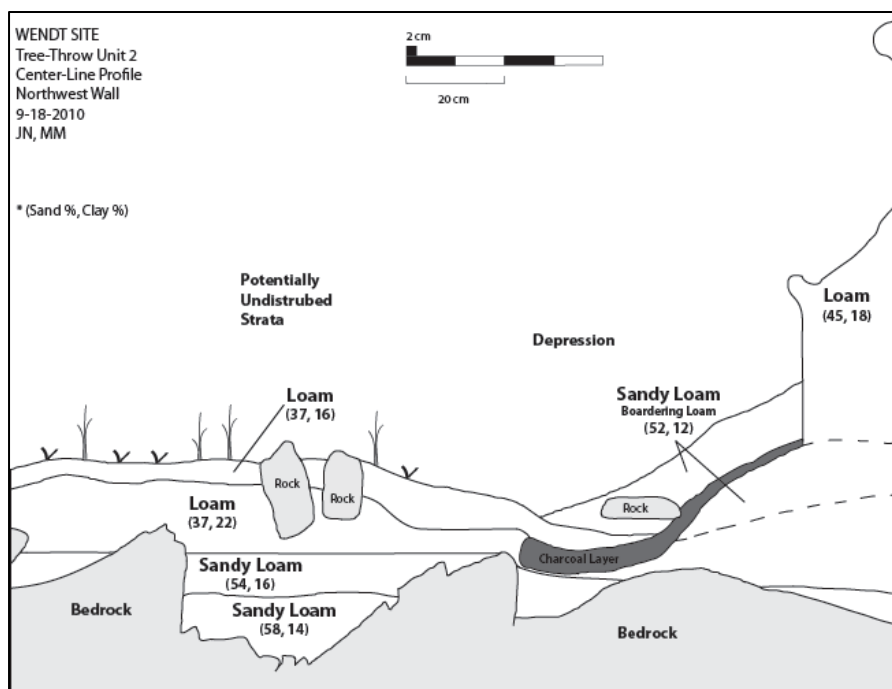 WENDT SITE
Tree-Throw Unit 2
Center-Line Profile
Northwest Wall
9-18-2010
JN, MM
2 cm
20 cm
* (Sand %, Clay %)
Potentially
Undistrubed
Strata
Depression
Loam
(45, 18)
Loam
(37, 16)
Sandy Loam
Boardering Loam
(52, 12)
Rock
Rock
Rock
Loam
(37, 22)
Charcoal Layer
Sandy Loam
(54, 16)
Sandy Loam
(58, 14)
Bedrock
Bedrock